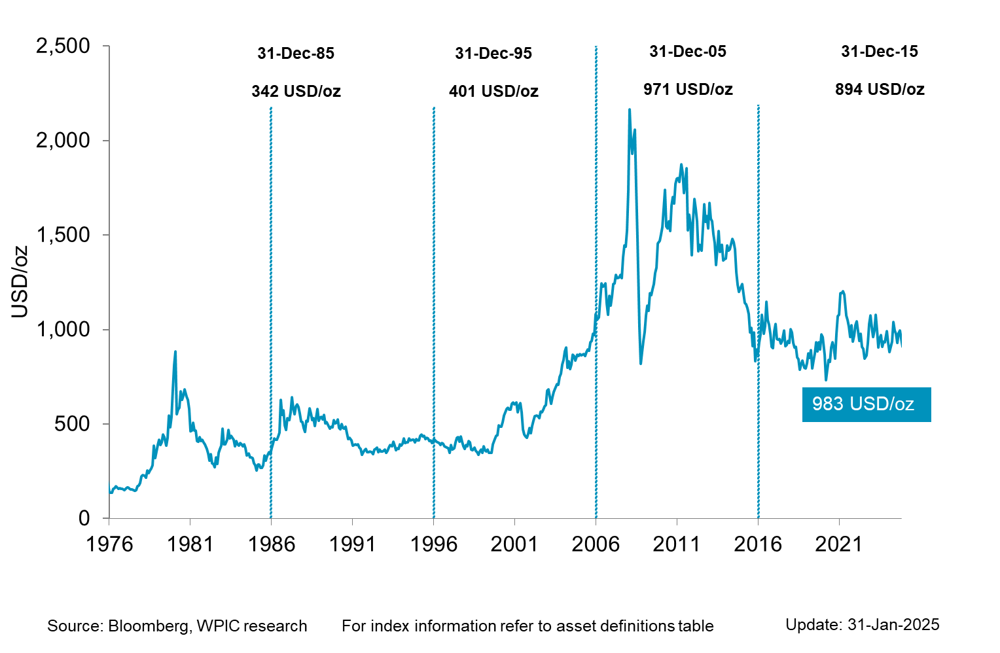 2,500
2,000
1,500
1,000
500
0
USD/oz
31-Dec-85
342 USD/oz
31-Dec-95
401 USD/oz
31-Dec-05
971 USD/oz
31-Dec-15
894 USD/oz
983 USD/oz
1976 1981 1986 1991 1996 2001 2006 2011 2016 2021
Source: Bloomberg, WPIC research
For index information refer to asset definitions table
Update: 31-Jan-2025